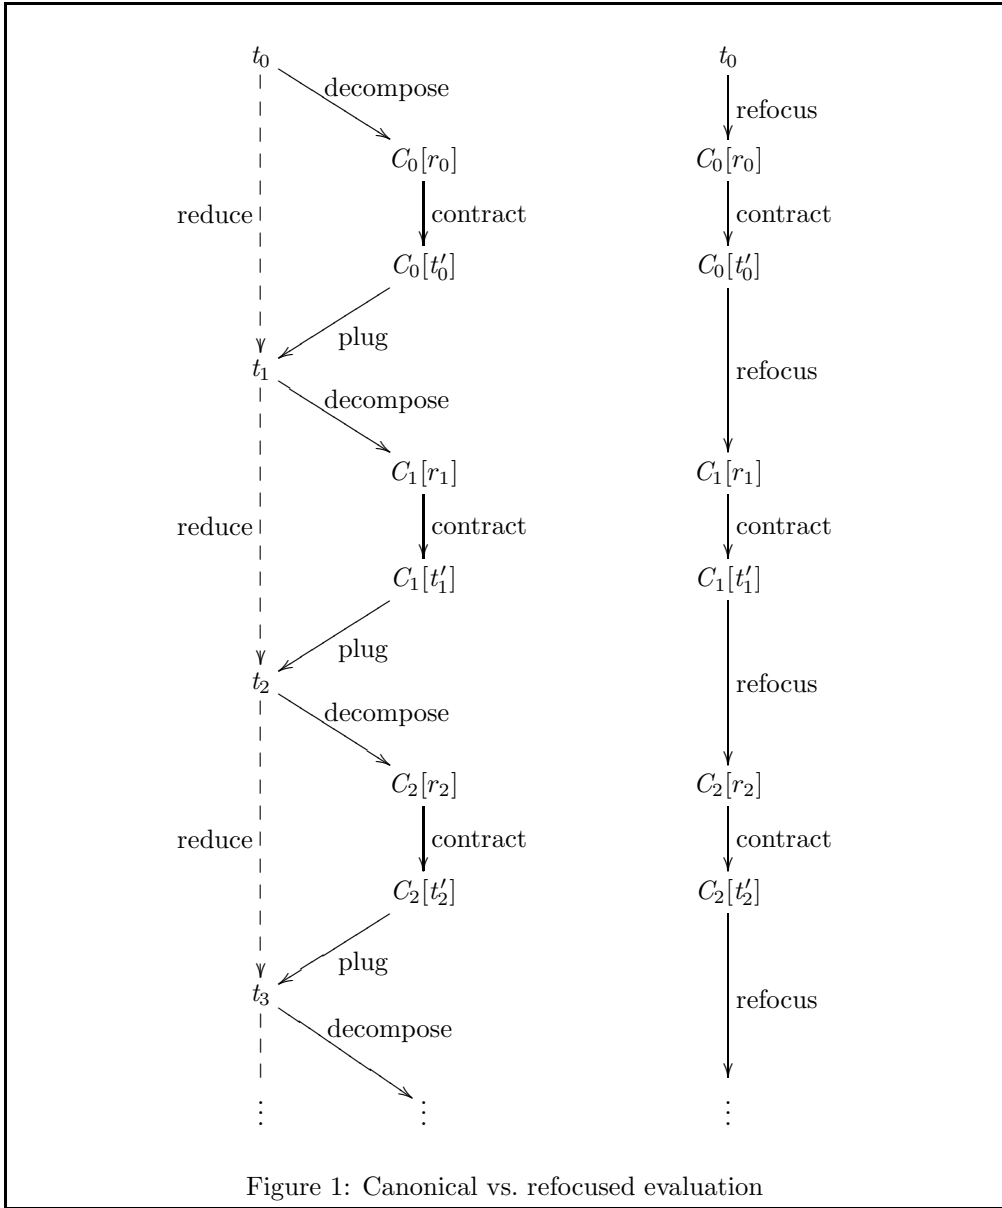 t₀ t₀
decompose
refocus
C₀[r₀] C₀[r₀]
reduce contract contract
C₀[t′₀] C₀[t′₀]
plug
t₁ refocus
decompose
C₁[r₁] C₁[r₁]
reduce contract contract
C₁[t′₁] C₁[t′₁]
plug
t₂ refocus
decompose
C₂[r₂] C₂[r₂]
reduce contract contract
C₂[t′₂] C₂[t′₂]
plug
t₃ refocus
decompose
⋮ ⋮ ⋮
Figure 1: Canonical vs. refocused evaluation